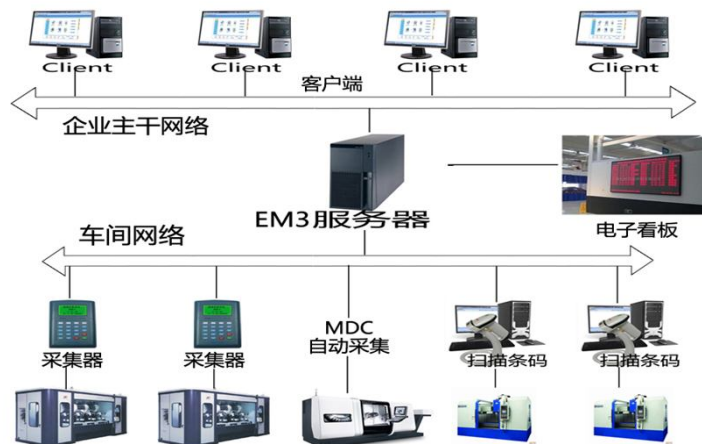 Client
Client
Client
Client
客户端
企业主干网络
EM3服务器
电子看板
车间网络
采集器
采集器
MDC
自动采集
扫描条码
扫描条码